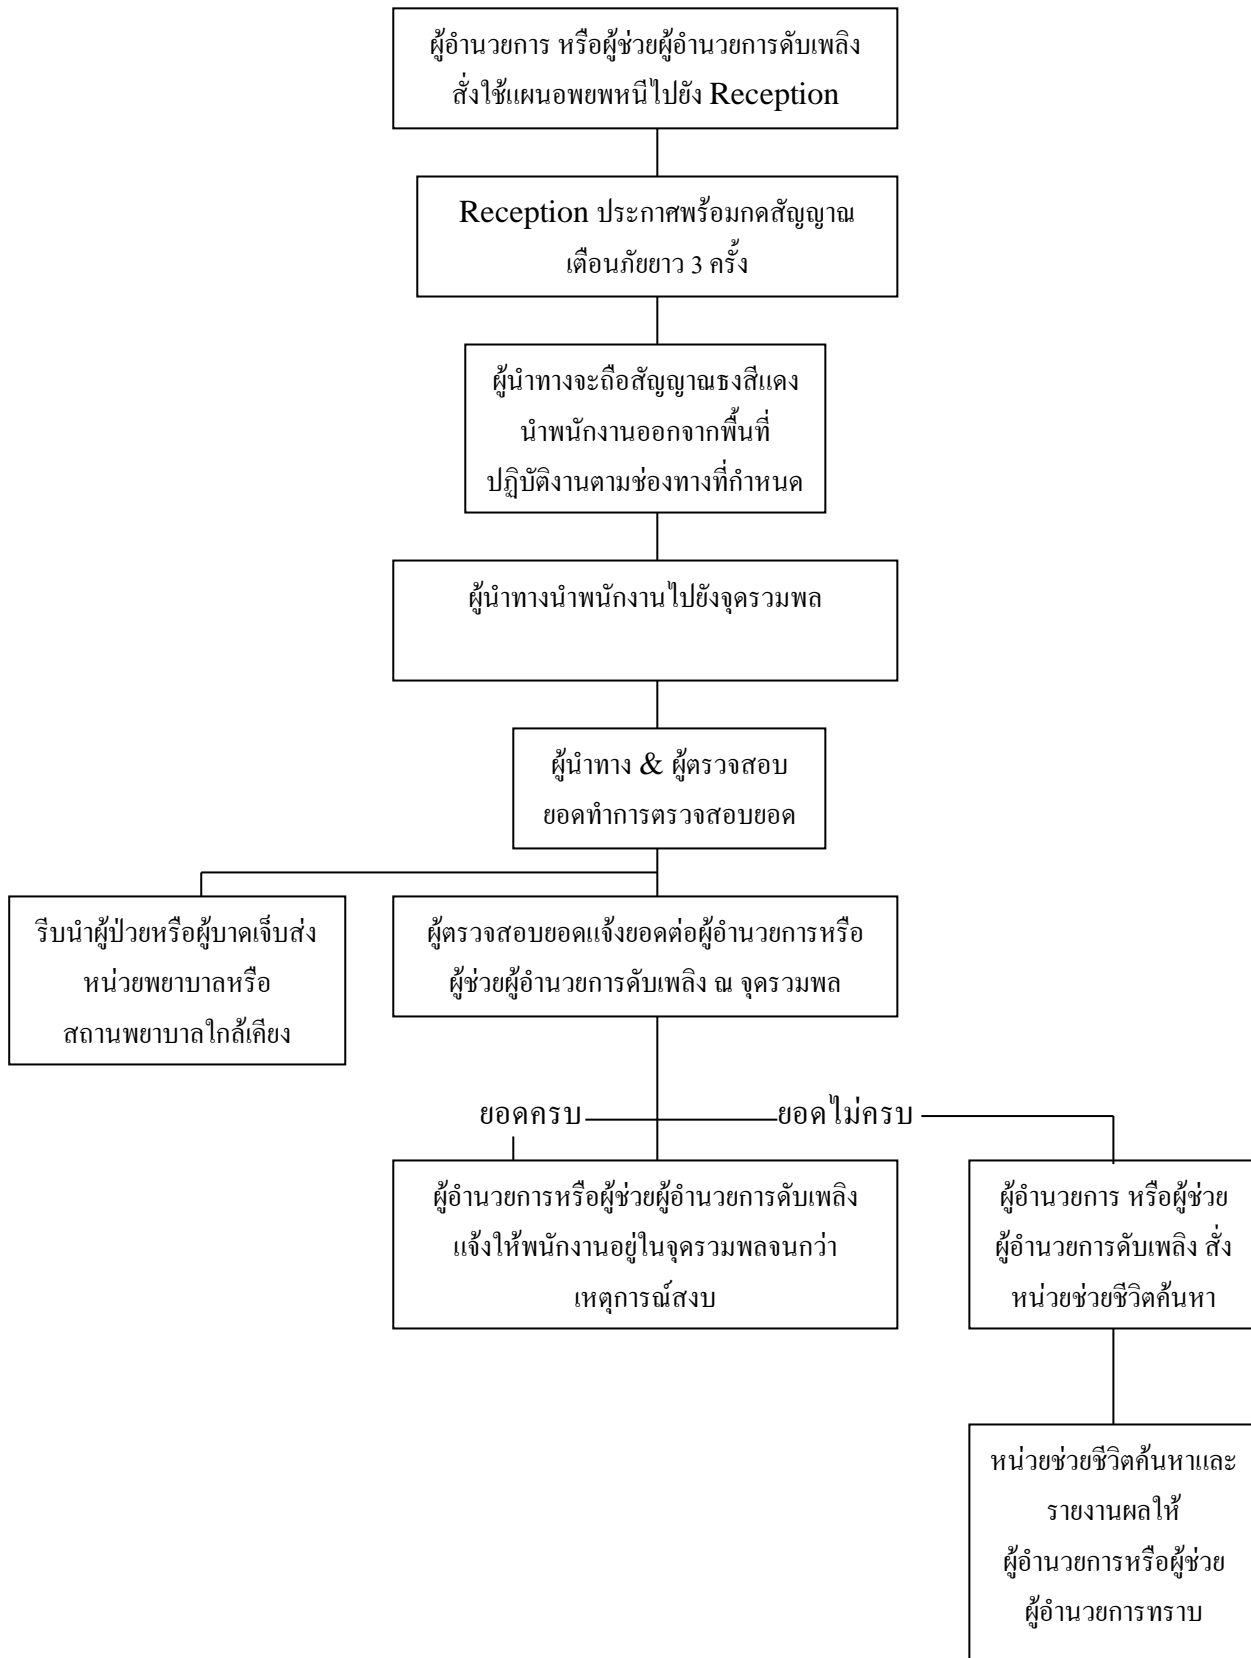 ผู้อำนวยการ หรือผู้ช่วยผู้อำนวยการดับเพลิง
สั่งใช้แผนอพยพหนีไปยัง Reception
Reception ประกาศพร้อมกดสัญญาณ
เตือนภัยยาว 3 ครั้ง
ผู้นำทางจะถือสัญญาณธงสีแดง
นำพนักงานออกจากพื้นที่
ปฏิบัติงานตามช่องทางที่กำหนด
ผู้นำทางนำพนักงานไปยังจุดรวมพล
ผู้นำทาง & ผู้ตรวจสอบ
ยอดทำการตรวจสอบยอด
รีบนำผู้ป่วยหรือผู้บาดเจ็บส่ง
หน่วยพยาบาลหรือ
สถานพยาบาลใกล้เคียง
ผู้ตรวจสอบยอดแจ้งยอดต่อผู้อำนวยการหรือ
ผู้ช่วยผู้อำนวยการดับเพลิง ณ จุดรวมพล
ยอดครบ
ยอดไม่ครบ
ผู้อำนวยการหรือผู้ช่วยผู้อำนวยการดับเพลิง
แจ้งให้พนักงานอยู่ในจุดรวมพลจนกว่า
เหตุการณ์สงบ
ผู้อำนวยการ หรือผู้ช่วย
ผู้อำนวยการดับเพลิง สั่ง
หน่วยช่วยชีวิตค้นหา
หน่วยช่วยชีวิตค้นหาและ
รายงานผลให้
ผู้อำนวยการหรือผู้ช่วย
ผู้อำนวยการทราบ